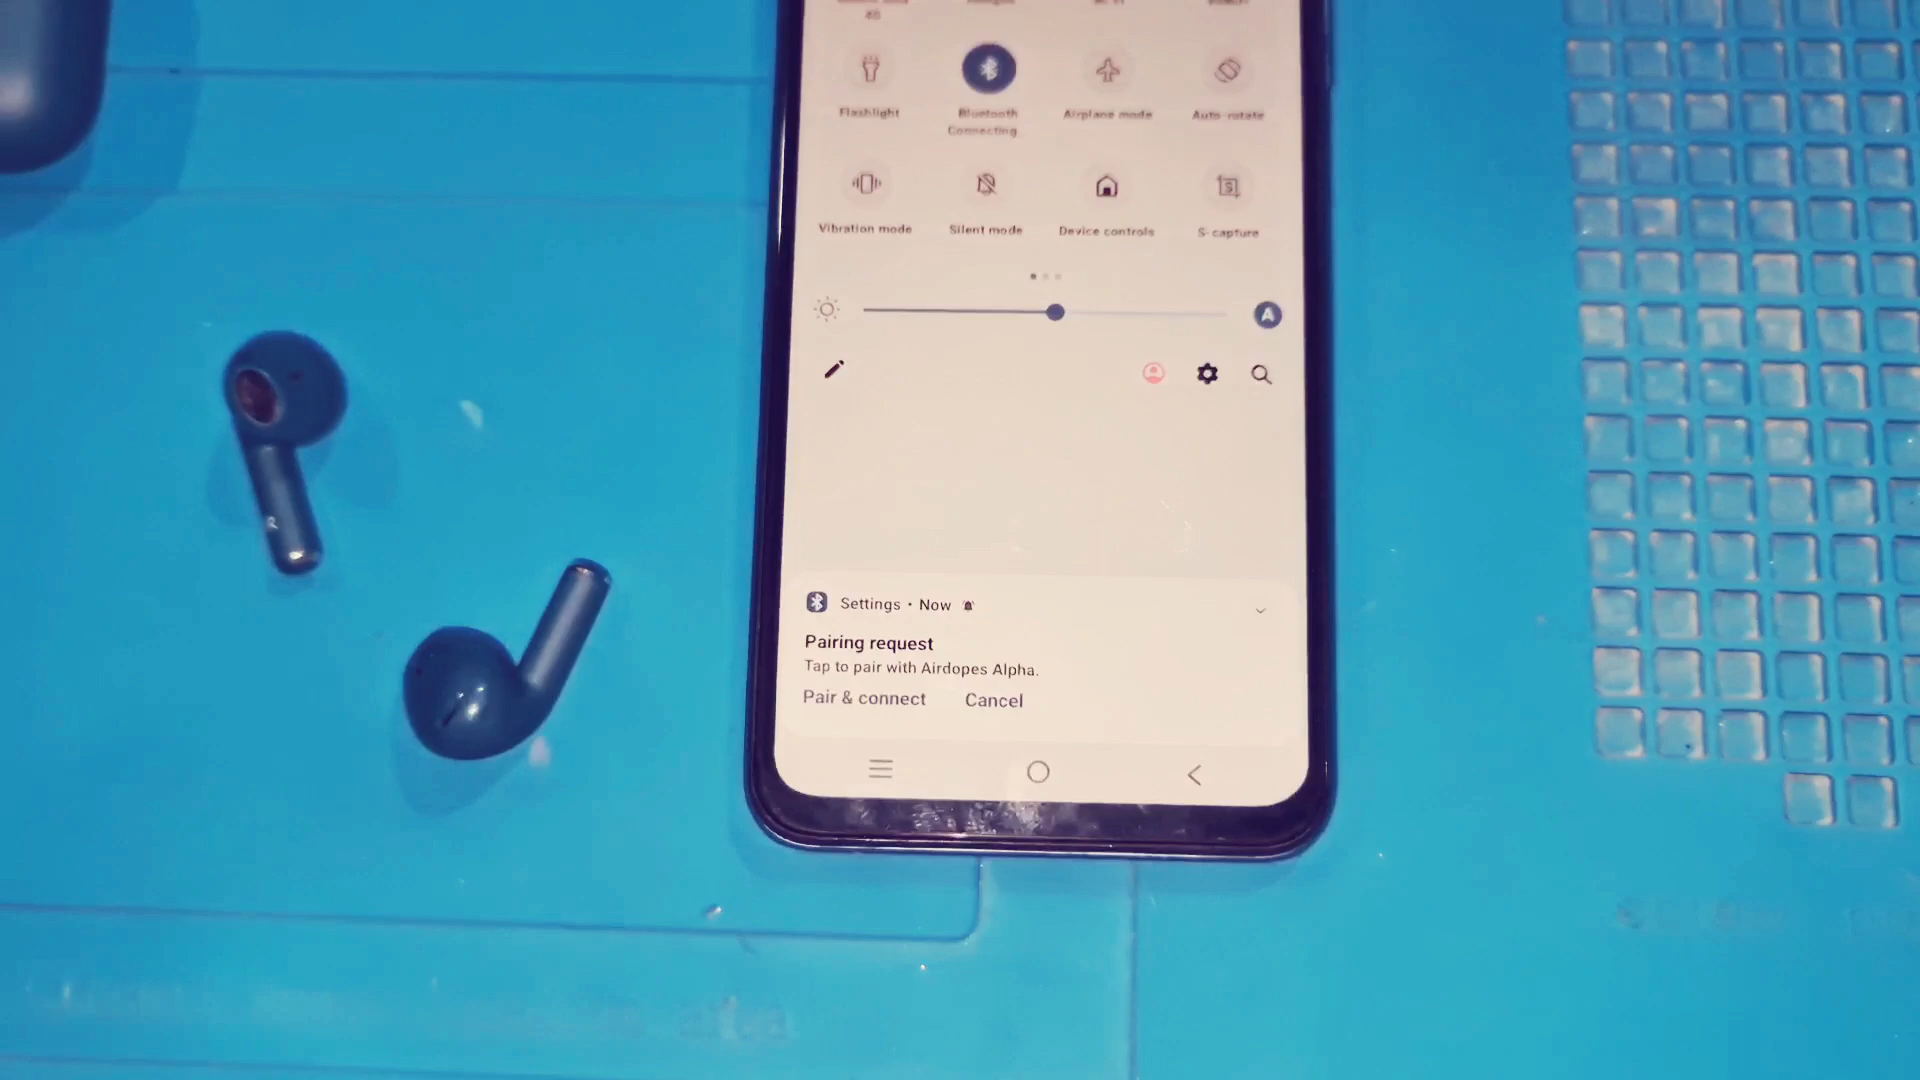 4G
Flashlight
Bluetooth
Connecting...
Airplane mode
Auto-rotate
Vibration mode
Silent mode
Device controls
S-capture
A
Settings · Now
Pairing request
Tap to pair with Airdopes Alpha.
Pair & connect Cancel
R